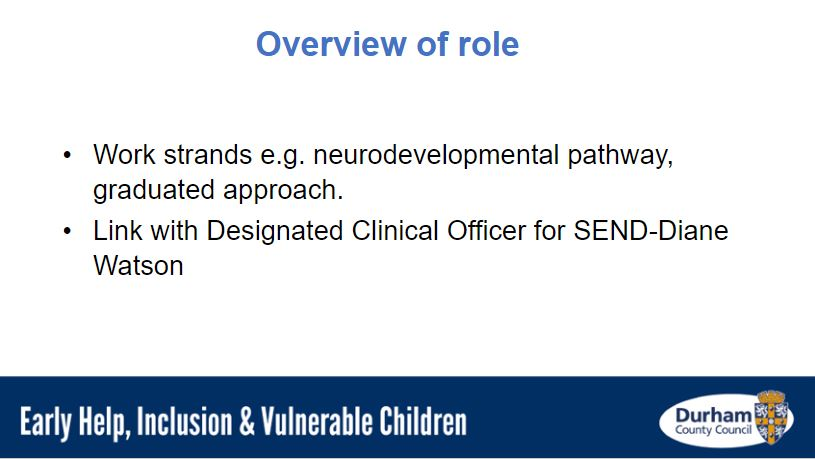 Overview of role
• Work strands e.g. neurodevelopmental pathway,
graduated approach.
• Link with Designated Clinical Officer for SEND-Diane
Watson
Early Help, Inclusion & Vulnerable Children
Durham
County Council